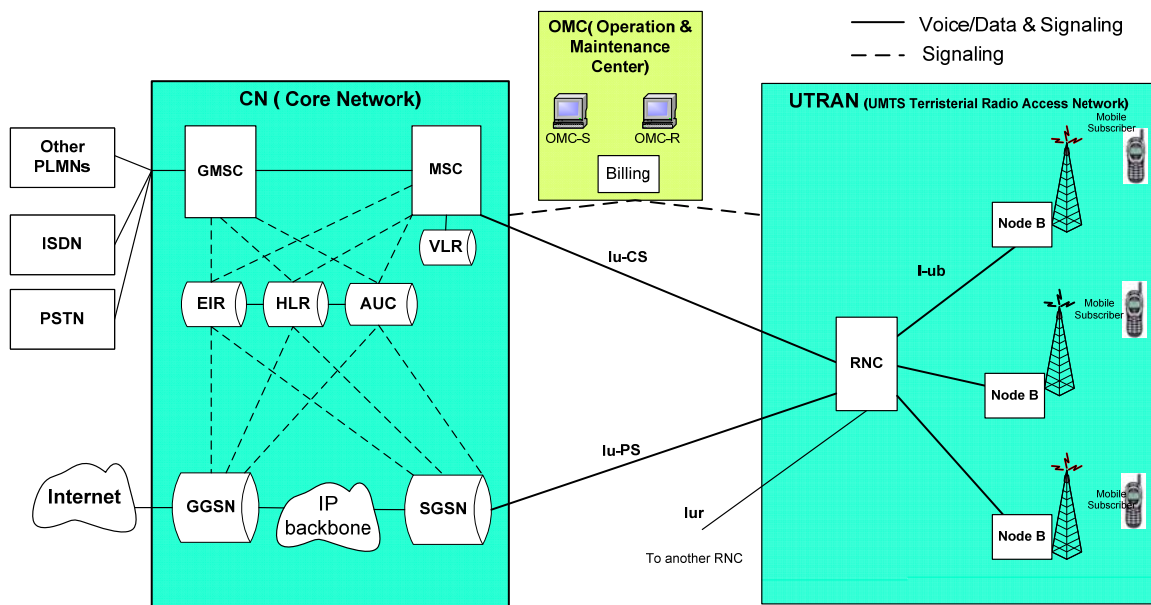 OMC( Operation &
Maintenance
Center)
OMC-S
OMC-R
Billing
Voice/Data & Signaling
Signaling
CN ( Core Network)
Other
PLMNs
ISDN
PSTN
GMSC
MSC
VLR
EIR
HLR
AUC
Internet
GGSN
IP
backbone
SGSN
Iu-CS
Iu-PS
Iur
To another RNC
UTRAN (UMTS Terristerial Radio Access Network)
Mobile
Subscriber
Node B
I-ub
Mobile
Subscriber
RNC
Node B
Mobile
Subscriber
Node B